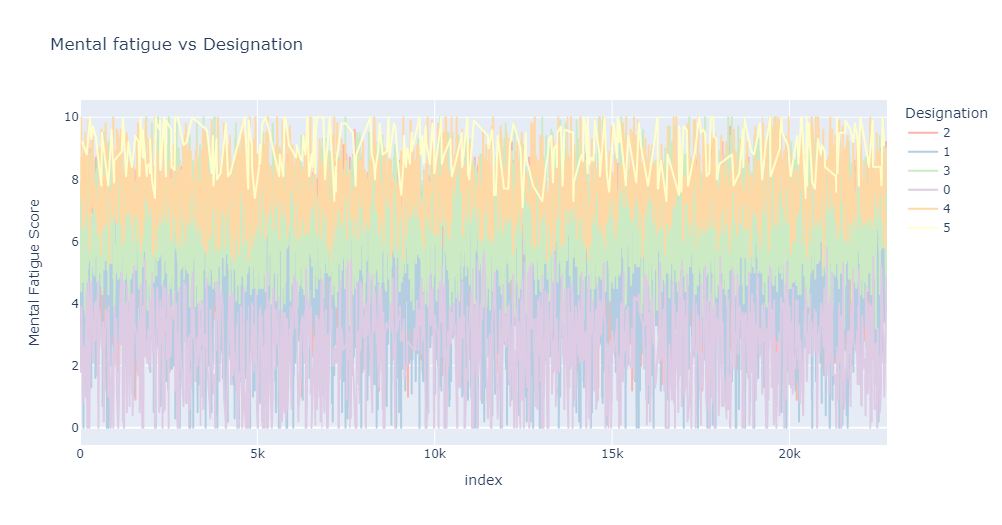 Mental fatigue vs Designation
Designation
2
1
3
0
4
5
10
8
6
4
2
0
Mental Fatigue Score
0
5k
10k
15k
20k
index